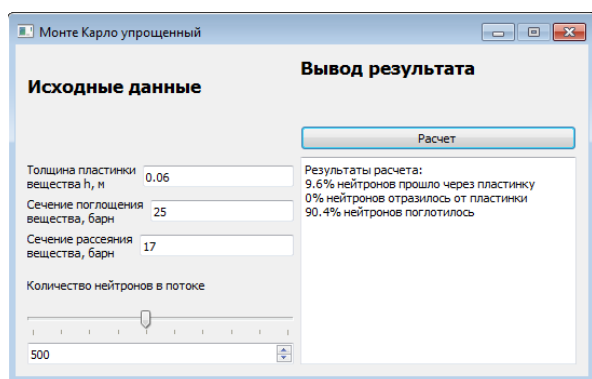 Монте Карло упрощенный
Исходные данные
Толщина пластинки
вещества h, м
0.06
Сечение поглощения
вещества, барн
25
Сечение рассеяния
вещества, барн
17
Количество нейтронов в потоке
500
Вывод результата
Расчет
Результаты расчета:
9.6% нейтронов прошло через пластинку
0% нейтронов отразилось от пластинки
90.4% нейтронов поглотилось